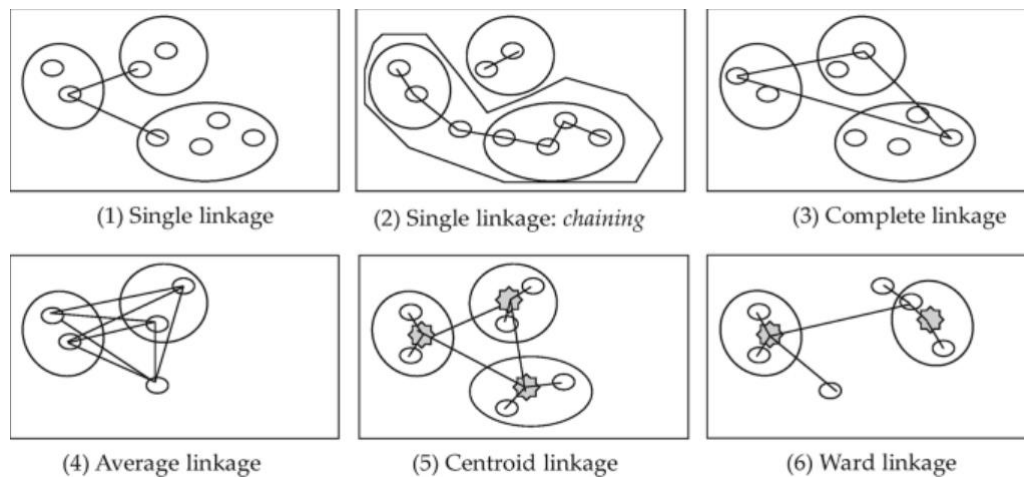 (1) Single linkage
(2) Single linkage: chaining
(3) Complete linkage
(4) Average linkage
(5) Centroid linkage
(6) Ward linkage